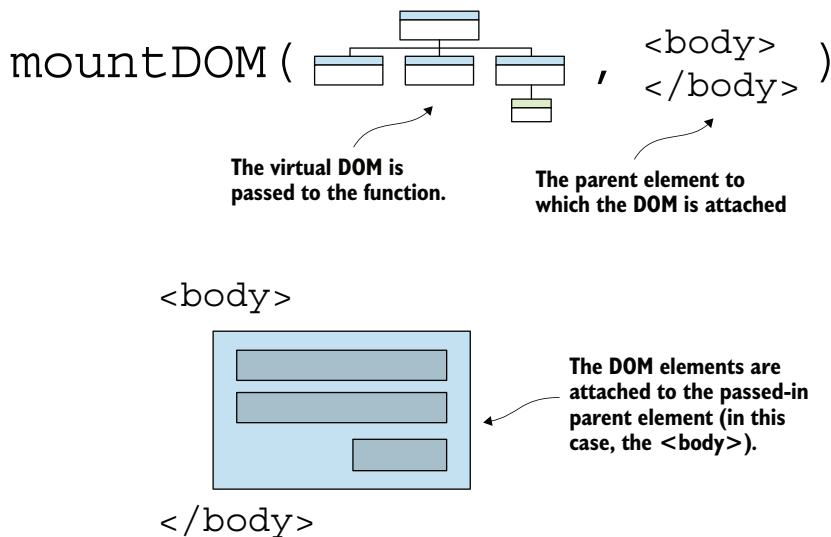 mountDOM( , <body>
</body> )
The virtual DOM is
passed to the function.
The parent element to
which the DOM is attached
<body>
The DOM elements are
attached to the passed-in
parent element (in this
case, the <body>).
</body>